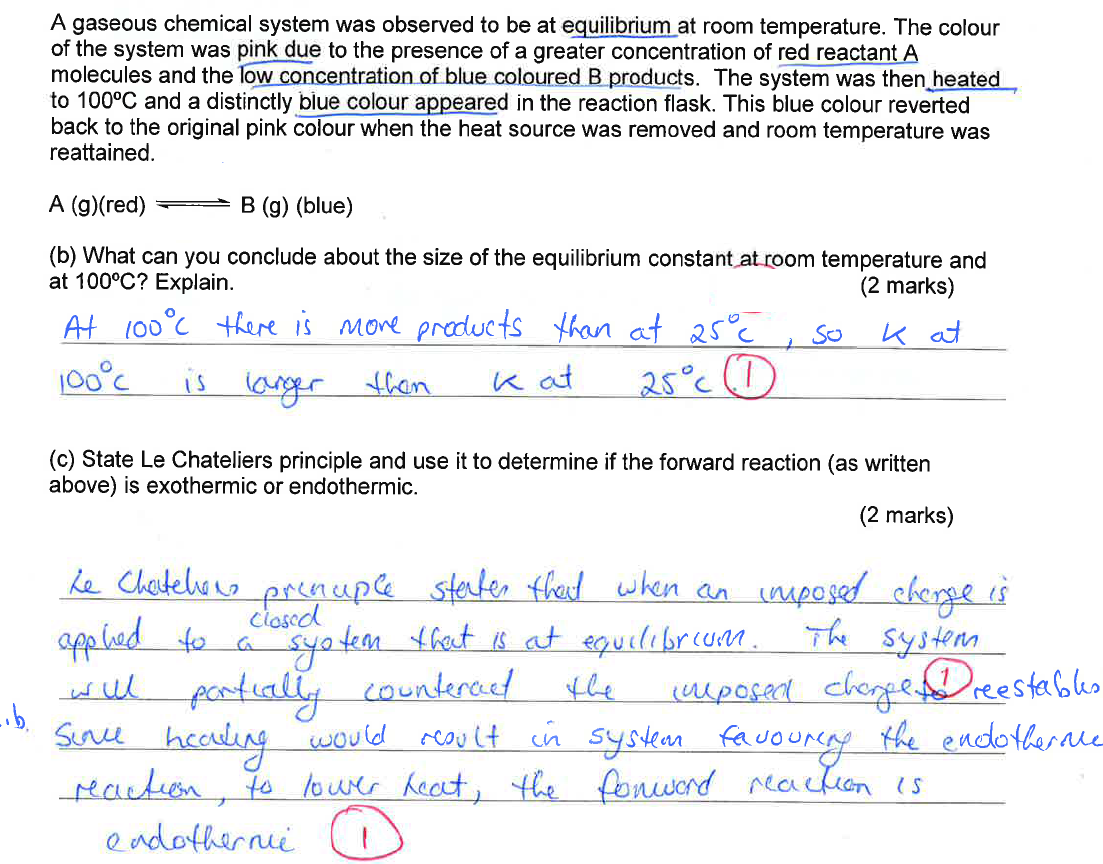 A gaseous chemical system was observed to be at equilibrium at room temperature. The colour
of the system was pink due to the presence of a greater concentration of red reactant A
molecules and the low concentration of blue coloured B products. The system was then heated
to 100ºC and a distinctly blue colour appeared in the reaction flask. This blue colour reverted
back to the original pink colour when the heat source was removed and room temperature was
reattained.
A (g)(red) ⇌ B (g) (blue)
(b) What can you conclude about the size of the equilibrium constant at room temperature and
at 100ºC? Explain.
(2 marks)
At 100°C there is more products than at 25°C, so K at
100°C is larger than K at 25°C 1
(c) State Le Chateliers principle and use it to determine if the forward reaction (as written
above) is exothermic or endothermic.
(2 marks)
Le Chateliers principle states that when an imposed change is
closed
applied to a system that is at equilibrium. The system
will partially counteract the imposed change to 1 reestablis
.b. Since heating would result in system favouring the endothermic
reaction, to lower heat, the forward reaction is
endothermic 1